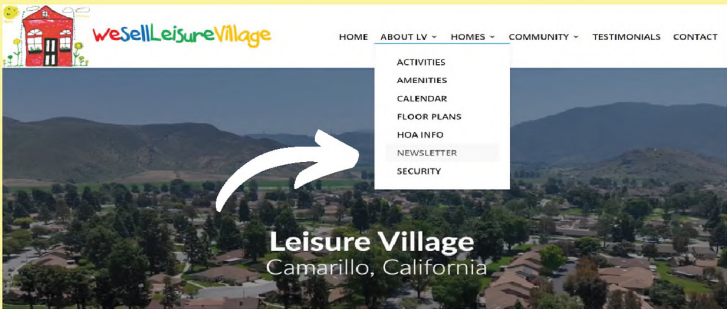 weSellLeisureVillage
HOME ABOUT LV HOMES COMMUNITY TESTIMONIALS CONTACT
ACTIVITIES
AMENITIES
CALENDAR
FLOOR PLANS
HOA INFO
NEWSLETTER
SECURITY
Leisure Village
Camarillo, California